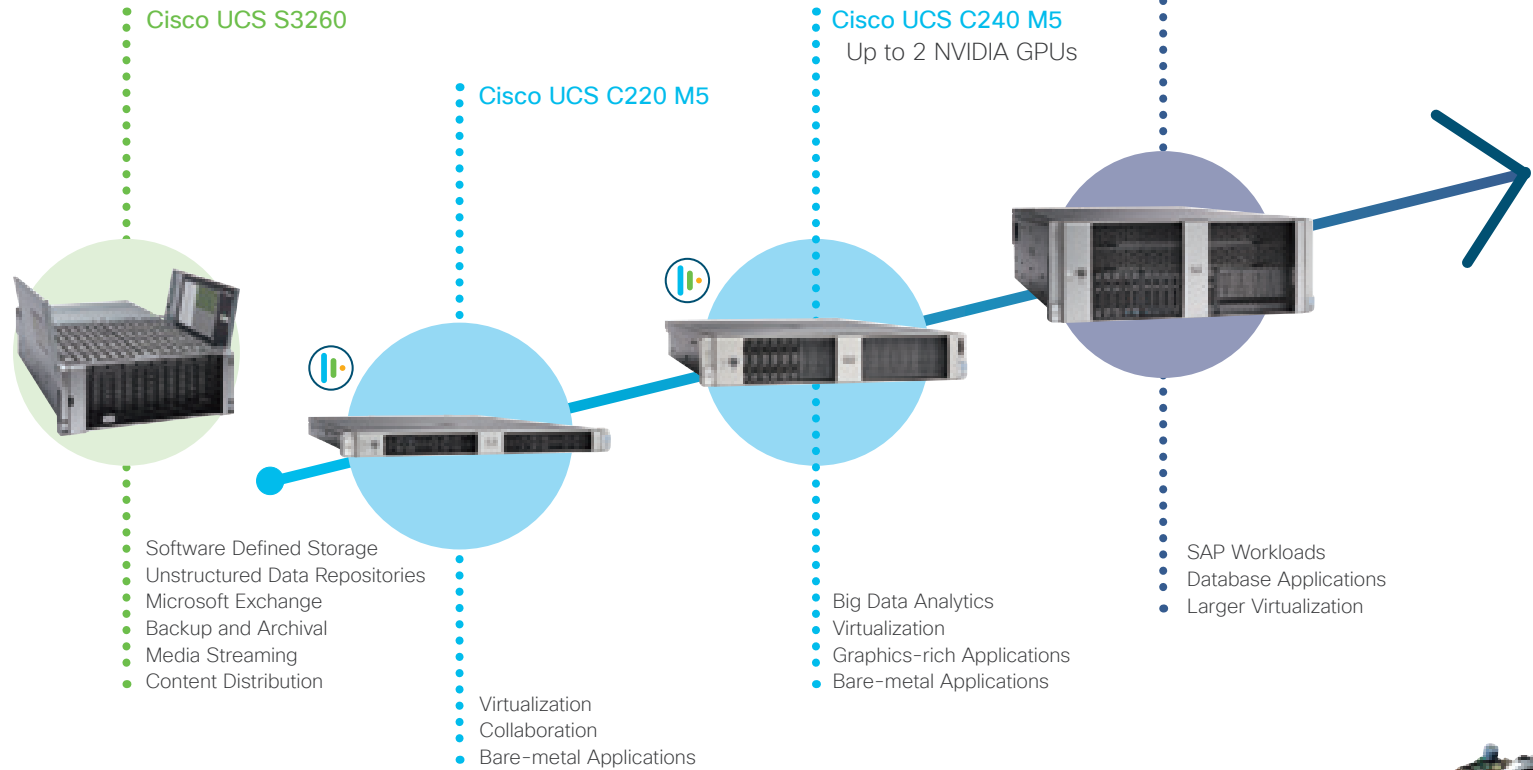 Cisco UCS S3260
Software Defined Storage
Unstructured Data Repositories
Microsoft Exchange
Backup and Archival
Media Streaming
Content Distribution
Cisco UCS C220 M5
Virtualization
Collaboration
Bare-metal Applications
Cisco UCS C240 M5
Up to 2 NVIDIA GPUs
Big Data Analytics
Virtualization
Graphics-rich Applications
Bare-metal Applications
SAP Workloads
Database Applications
Larger Virtualization